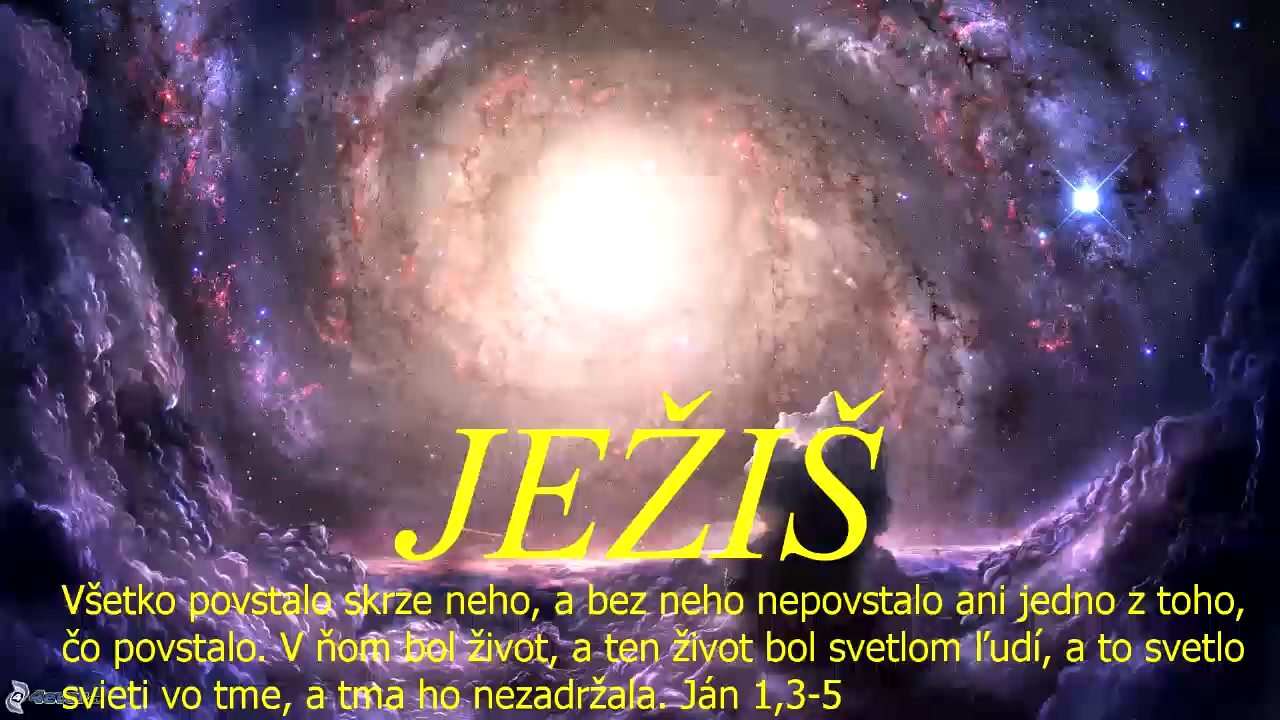 JEŽIŠ
Všetko povstalo skrze neho, a bez neho nepovstalo ani jedno z toho,
čo povstalo. V ňom bol život, a ten život bol svetlom ľudí, a to svetlo
svieti vo tme, a tma ho nezadržala. Ján 1,3-5